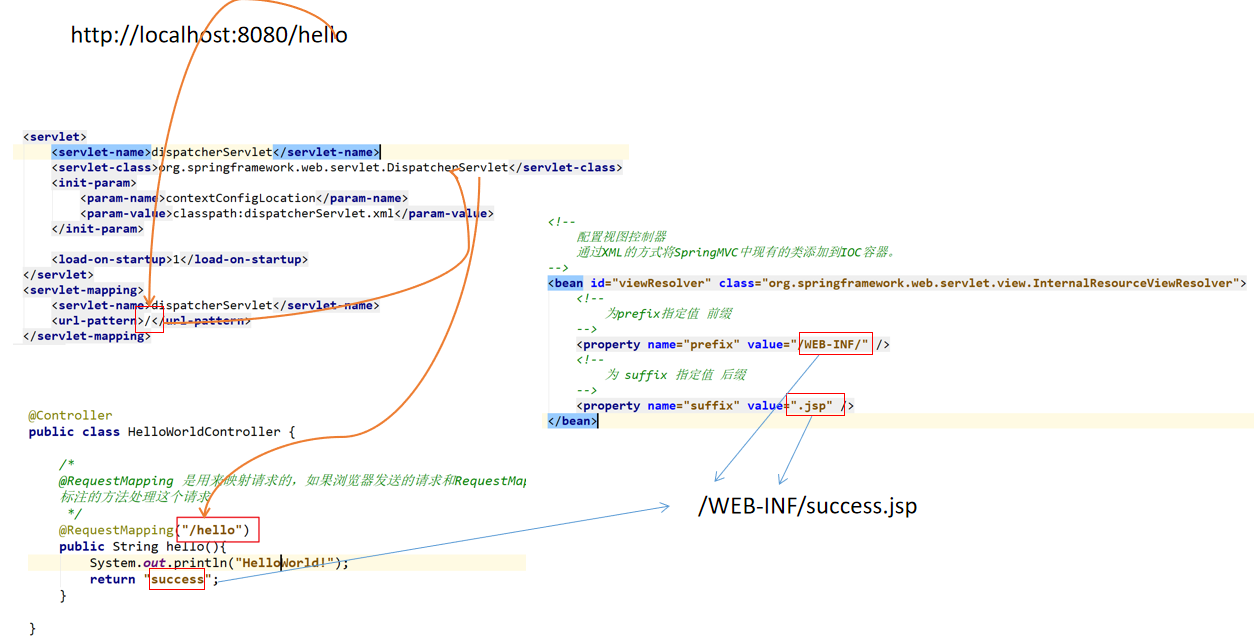 http://localhost:8080/hello
<servlet>
<servlet-name>dispatcherServlet</servlet-name>
<servlet-class>org.springframework.web.servlet.DispatcherServlet</servlet-class>
<init-param>
<param-name>contextConfigLocation</param-name>
<param-value>classpath:dispatcherServlet.xml</param-value>
</init-param>
<load-on-startup>1</load-on-startup>
</servlet>
<servlet-mapping>
<servlet-name>dispatcherServlet</servlet-name>
<url-pattern>/</url-pattern>
</servlet-mapping>
<!--
配置视图控制器
通过XML的方式将SpringMVC中现有的类添加到IOC容器。
-->
<bean id="viewResolver" class="org.springframework.web.servlet.view.InternalResourceViewResolver">
<!--
为prefix指定值 前缀
-->
<property name="prefix" value="/WEB-INF/" />
<!--
为 suffix 指定值 后缀
-->
<property name="suffix" value=".jsp" />
</bean>
@Controller
public class HelloWorldController {
/*
@RequestMapping 是用来映射请求的，如果浏览器发送的请求和RequestMap
标注的方法处理这个请求
*/
@RequestMapping("/hello")
public String hello(){
System.out.println("HelloWorld!");
return "success";
}
}
/WEB-INF/success.jsp